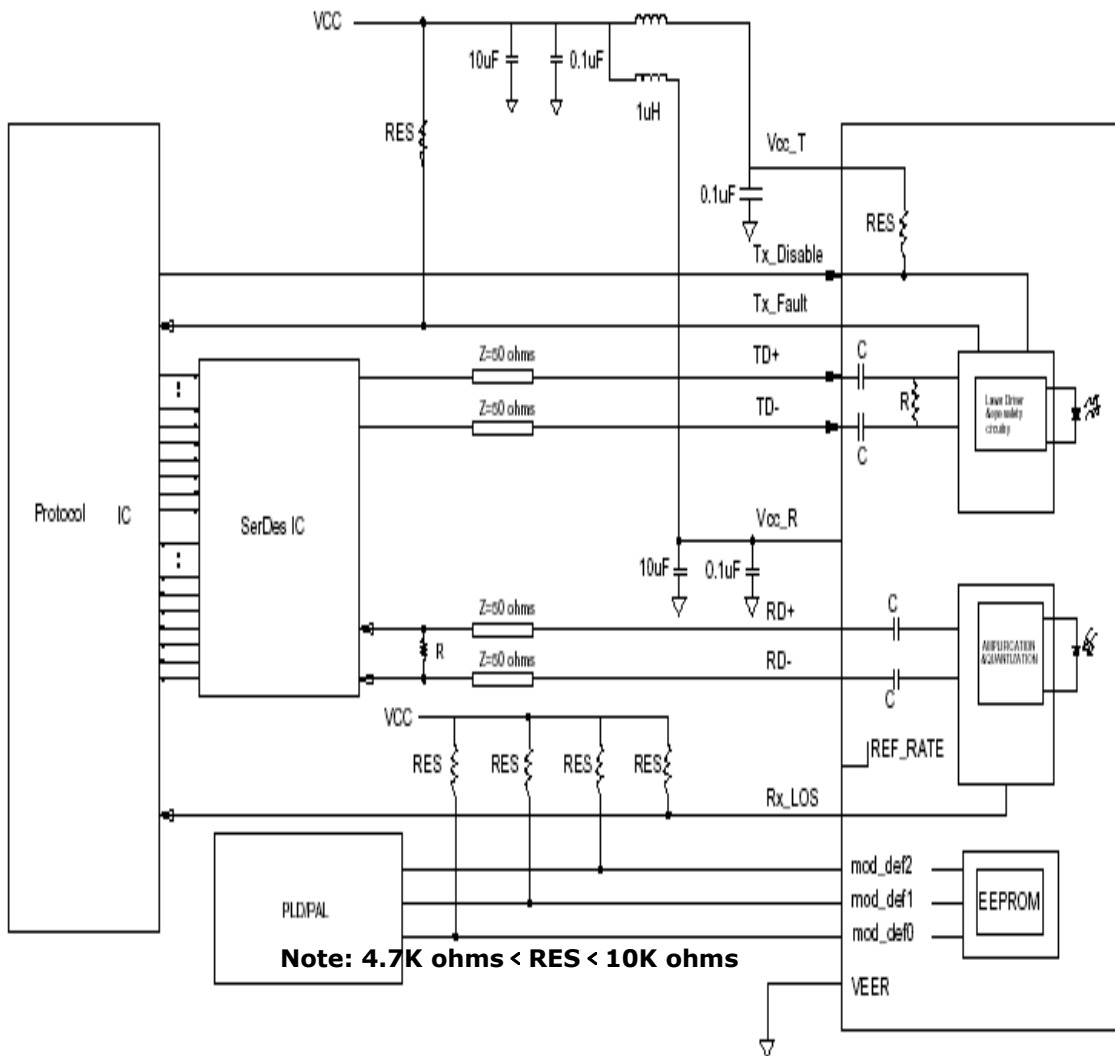 VCC
10uF
0.1uF
1uH
RES
Vcc_T
0.1uF
RES
Tx_Disable
Tx_Fault
Z=50 ohms
TD+
C
Z=50 ohms
TD-
R
C
Protocol IC
SerDes IC
Vcc_R
10uF
0.1uF
Z=50 ohms
RD+
C
R
Z=50 ohms
RD-
C
AMPLIFICATION
&QUANTIZATION
VCC
RES
RES
RES
RES
REF_RATE
Rx_LOS
PLD/PAL
mod_def2
mod_def1
mod_def0
EEPROM
Note: 4.7K ohms < RES < 10K ohms
VEER